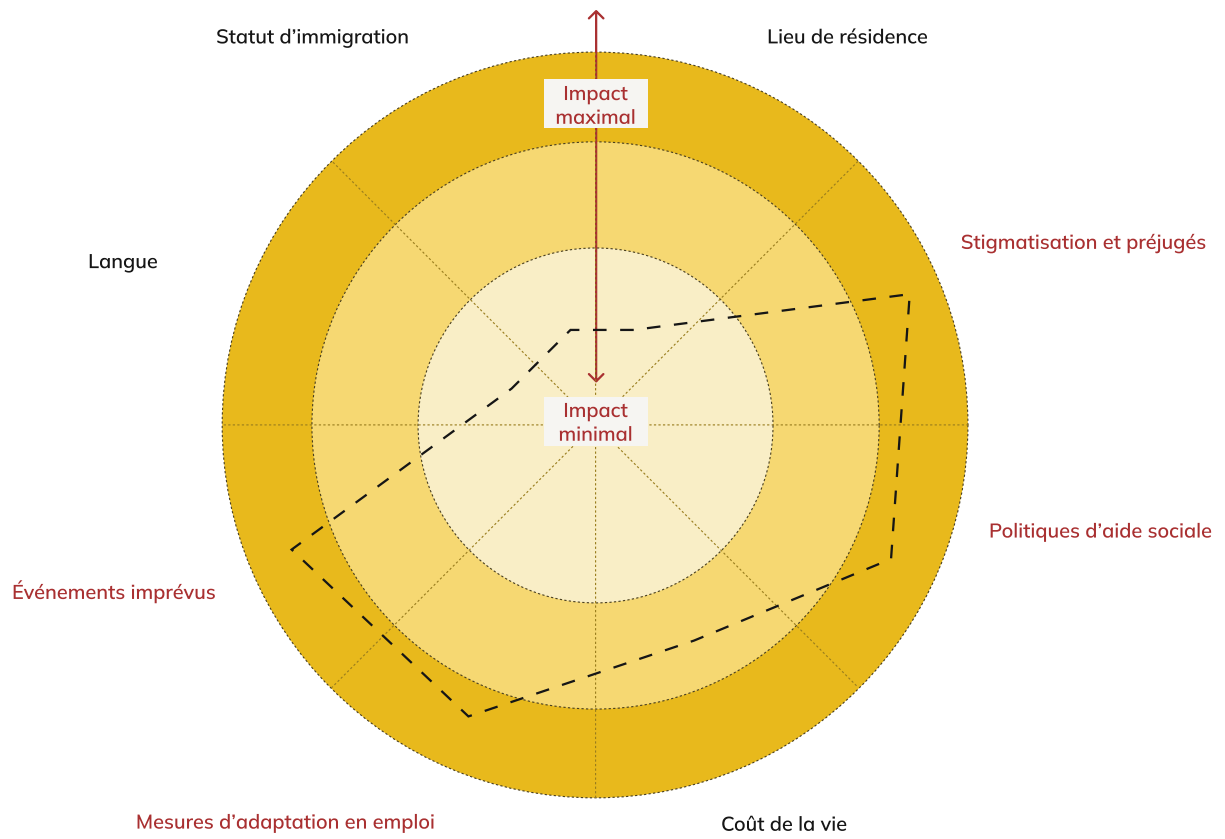 Statut d’immigration
Lieu de résidence
Impact
maximal
Stigmatisation et préjugés
Langue
Impact
minimal
Politiques d’aide sociale
Événements imprévus
Mesures d’adaptation en emploi
Coût de la vie